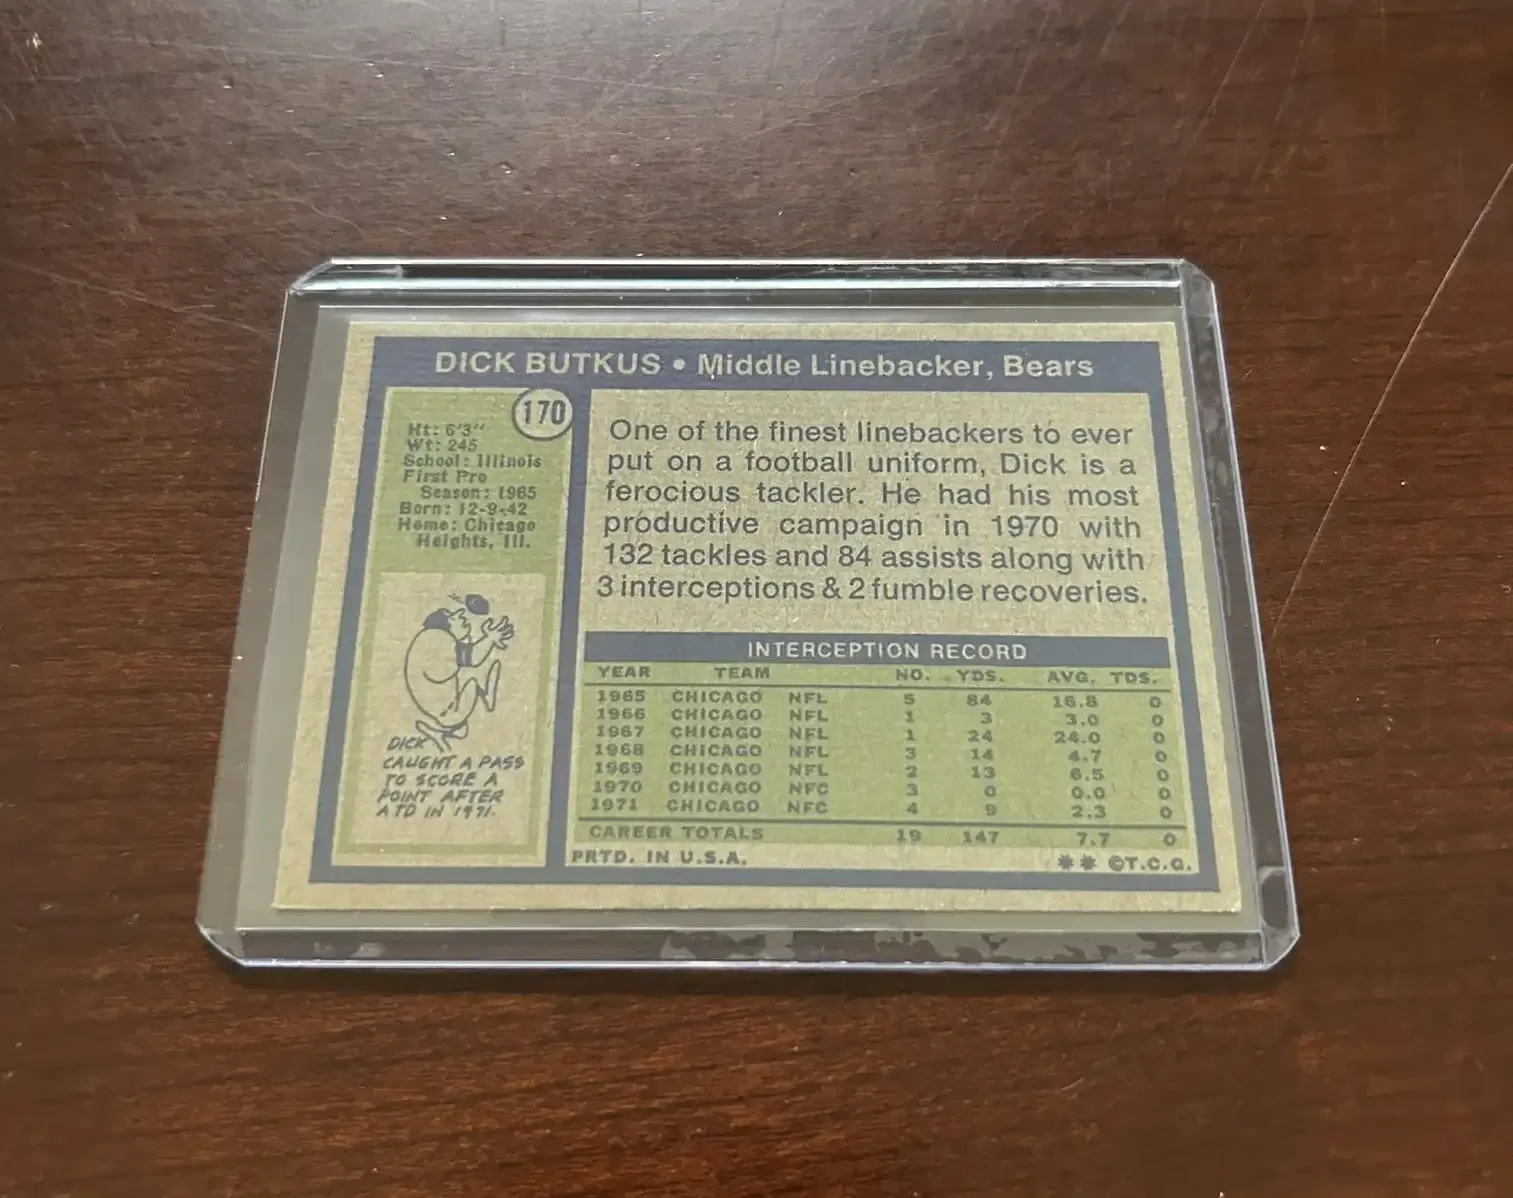 DICK BUTKUS • Middle Linebacker, Bears
170
Ht: 6'3"
Wt: 245
School: Illinois
First Pro
Season: 1965
Born: 12-9-42
Home: Chicago
Heights, Ill.
One of the finest linebackers to ever
put on a football uniform, Dick is a
ferocious tackler. He had his most
productive campaign in 1970 with
132 tackles and 84 assists along with
3 interceptions & 2 fumble recoveries.
DICK
CAUGHT A PASS
TO SCORE A
POINT AFTER
A TD IN 1971.
INTERCEPTION RECORD
YEAR TEAM NO. YDS. AVG. TDS.
1965 CHICAGO NFL 5 84 16.8 0
1966 CHICAGO NFL 1 3 3.0 0
1967 CHICAGO NFL 1 24 24.0 0
1968 CHICAGO NFL 3 14 4.7 0
1969 CHICAGO NFL 2 13 6.5 0
1970 CHICAGO NFC 3 0 0.0 0
1971 CHICAGO NFC 4 9 2.3 0
CAREER TOTALS 19 147 7.7 0
PRTD. IN U.S.A. ** ©T.C.G.